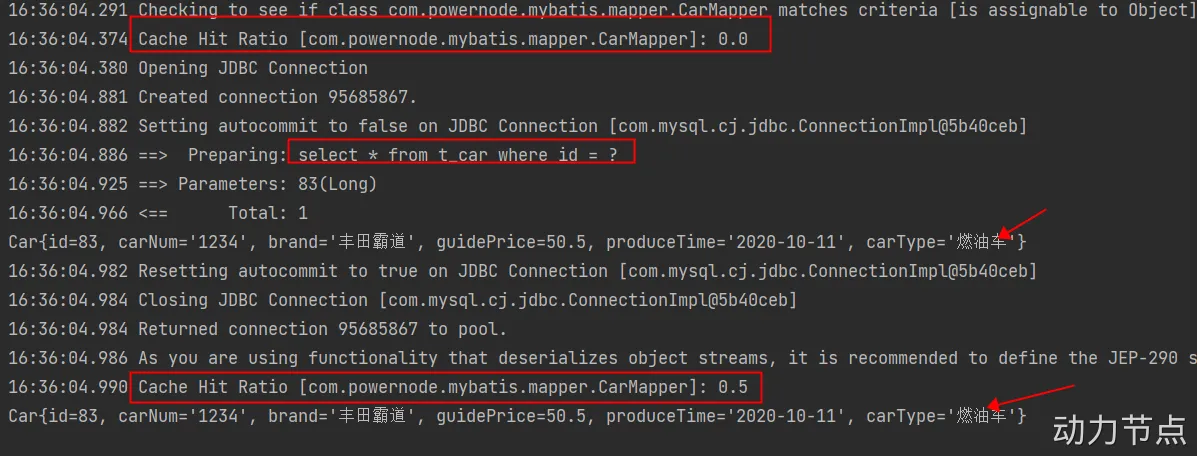 16:36:04.291 Checking to see if class com.powernode.mybatis.mapper.CarMapper matches criteria [is assignable to Object]
16:36:04.374 Cache Hit Ratio [com.powernode.mybatis.mapper.CarMapper]: 0.0
16:36:04.380 Opening JDBC Connection
16:36:04.881 Created connection 95685867.
16:36:04.882 Setting autocommit to false on JDBC Connection [com.mysql.cj.jdbc.ConnectionImpl@5b40ceb]
16:36:04.886 ==>  Preparing: select * from t_car where id = ?
16:36:04.925 ==> Parameters: 83(Long)
16:36:04.966 <==      Total: 1
Car{id=83, carNum='1234', brand='丰田霸道', guidePrice=50.5, produceTime='2020-10-11', carType='燃油车'}
16:36:04.982 Resetting autocommit to true on JDBC Connection [com.mysql.cj.jdbc.ConnectionImpl@5b40ceb]
16:36:04.984 Closing JDBC Connection [com.mysql.cj.jdbc.ConnectionImpl@5b40ceb]
16:36:04.984 Returned connection 95685867 to pool.
16:36:04.986 As you are using functionality that deserializes object streams, it is recommended to define the JEP-290 s
16:36:04.990 Cache Hit Ratio [com.powernode.mybatis.mapper.CarMapper]: 0.5
Car{id=83, carNum='1234', brand='丰田霸道', guidePrice=50.5, produceTime='2020-10-11', carType='燃油车'}
动力节点